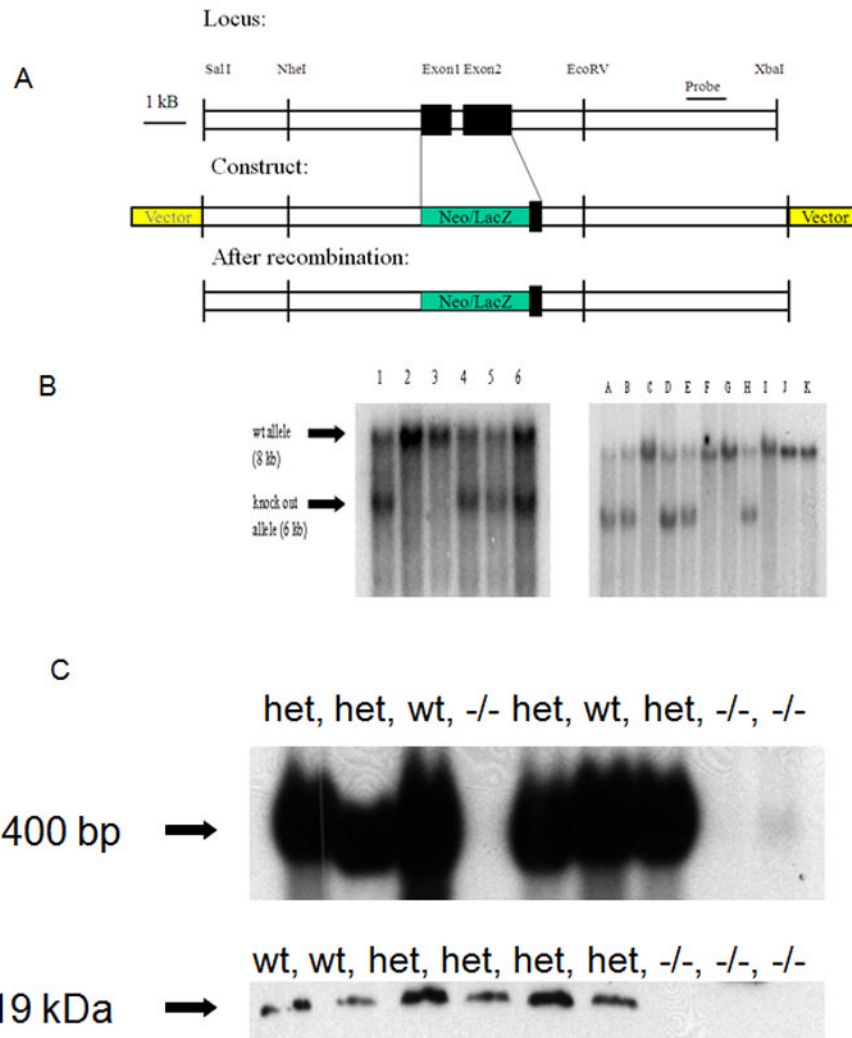 Locus:
A
SalI NheI Exon1 Exon2 EcoRV XbaI
Probe
1 kB
Construct:
Vector Neo/LacZ Vector
After recombination:
Neo/LacZ
B
1 2 3 4 5 6
A B C D E F G H I J K
wt allele
(8 kb)
knock out
allele (6 kb)
C
het, het, wt, -/- het, wt, het, -/-, -/-
400 bp
wt, wt, het, het, het, het, -/-, -/-, -/-
19 kDa